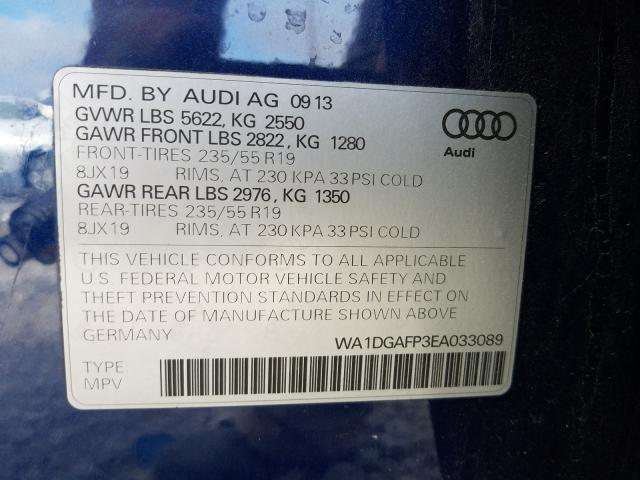 MFD. BY AUDI AG 09 13
GVWR LBS 5622, KG 2550
GAWR FRONT LBS 2822, KG 1280
FRONT-TIRES 235/55 R19
8JX19 RIMS, AT 230 KPA 33 PSI COLD
GAWR REAR LBS 2976, KG 1350
REAR-TIRES 235/55 R19
8JX19 RIMS, AT 230 KPA 33 PSI COLD
Audi
THIS VEHICLE CONFORMS TO ALL APPLICABLE
U.S. FEDERAL MOTOR VEHICLE SAFETY AND
THEFT PREVENTION STANDARDS IN EFFECT ON
THE DATE OF MANUFACTURE SHOWN ABOVE
GERMANY
WA1DGAFP3EA033089
TYPE:
MPV